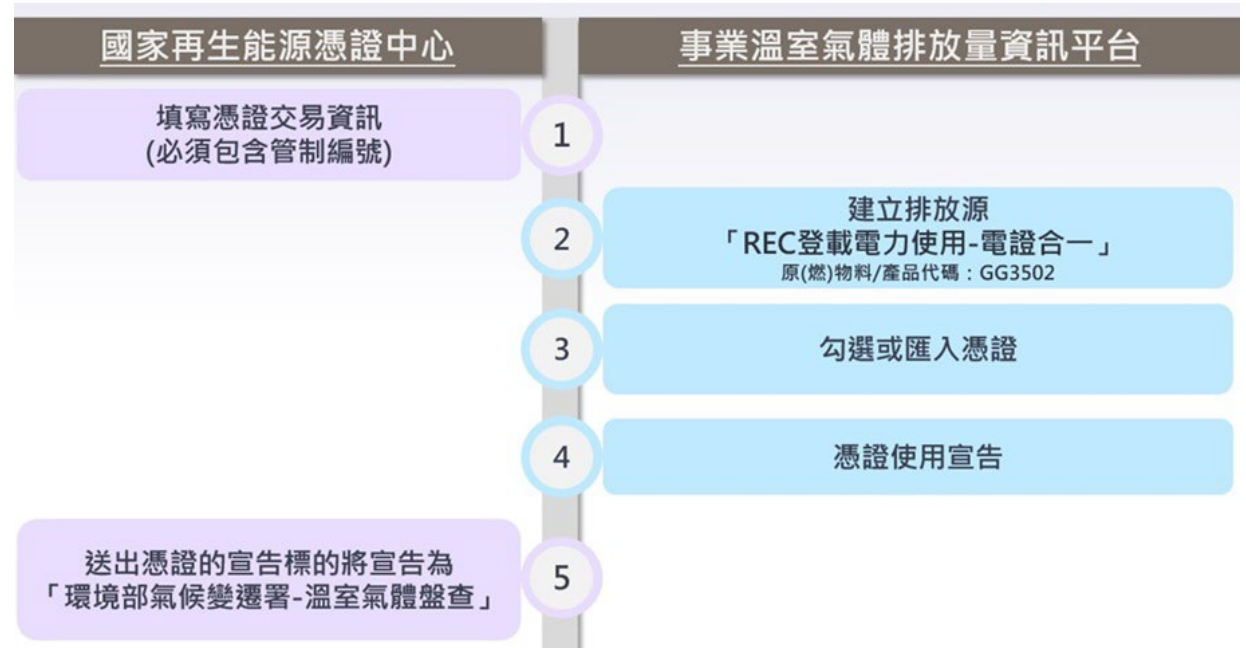 國家再生能源憑證中心
事業溫室氣體排放量資訊平台
填寫憑證交易資訊
(必須包含管制編號)
1
2
建立排放源
「REC登載電力使用-電證合一」
原(燃)物料/產品代碼：GG3502
3
勾選或匯入憑證
4
憑證使用宣告
送出憑證的宣告標的將宣告為
「環境部氣候變遷署-溫室氣體盤查」
5